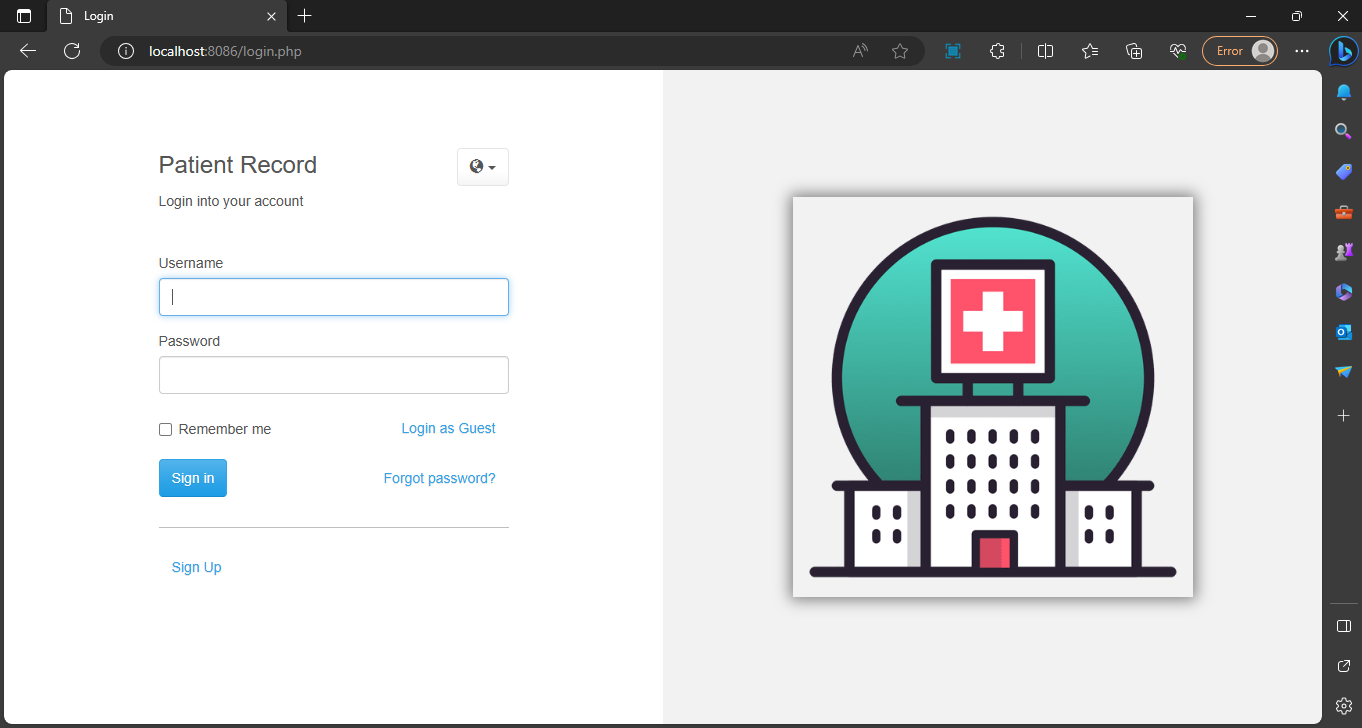 Login
localhost:8086/login.php
Error
Patient Record
Login into your account
Username
Password
Remember me
Login as Guest
Sign in
Forgot password?
Sign Up